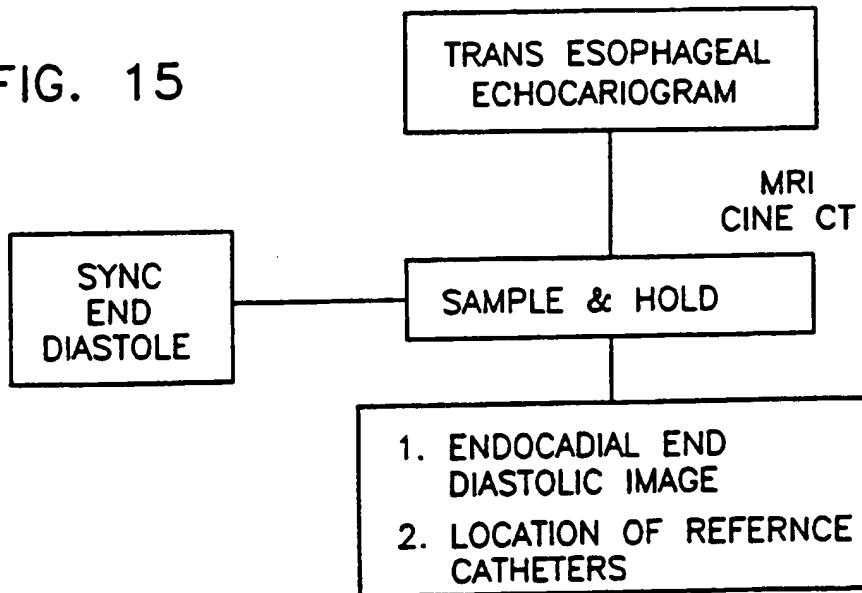 FIG. 15
TRANS ESOPHAGEAL
ECHOCARIOGRAM
MRI
CINE CT
SYNC
END
DIASTOLE
SAMPLE & HOLD
1. ENDOCADIAL END
DIASTOLIC IMAGE
2. LOCATION OF REFERNCE
CATHETERS